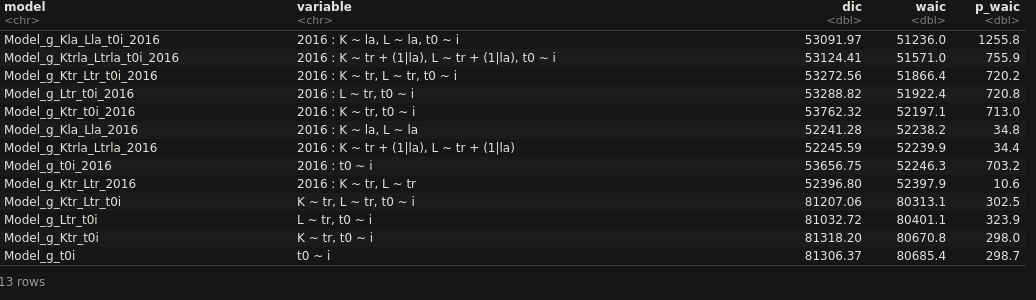 model variable dic waic p_waic
<chr> <chr> <dbl> <dbl> <dbl>
Model_g_Kla_Lla_t0i_2016 2016 : K ~ la, L ~ la, t0 ~ i 53091.97 51236.0 1255.8
Model_g_Ktrla_Ltrla_t0i_2016 2016 : K ~ tr + (1|la), L ~ tr + (1|la), t0 ~ i 53124.41 51571.0 755.9
Model_g_Ktr_Ltr_t0i_2016 2016 : K ~ tr, L ~ tr, t0 ~ i 53272.56 51866.4 720.2
Model_g_Ltr_t0i_2016 2016 : L ~ tr, t0 ~ i 53288.82 51922.4 720.8
Model_g_Ktr_t0i_2016 2016 : K ~ tr, t0 ~ i 53762.32 52197.1 713.0
Model_g_Kla_Lla_2016 2016 : K ~ la, L ~ la 52241.28 52238.2 34.8
Model_g_Ktrla_Ltrla_2016 2016 : K ~ tr + (1|la), L ~ tr + (1|la) 52245.59 52239.9 34.4
Model_g_t0i_2016 2016 : t0 ~ i 53656.75 52246.3 703.2
Model_g_Ktr_Ltr_2016 2016 : K ~ tr, L ~ tr 52396.80 52397.9 10.6
Model_g_Ktr_Ltr_t0i K ~ tr, L ~ tr, t0 ~ i 81207.06 80313.1 302.5
Model_g_Ltr_t0i L ~ tr, t0 ~ i 81032.72 80401.1 323.9
Model_g_Ktr_t0i K ~ tr, t0 ~ i 81318.20 80670.8 298.0
Model_g_t0i t0 ~ i 81306.37 80685.4 298.7
13 rows